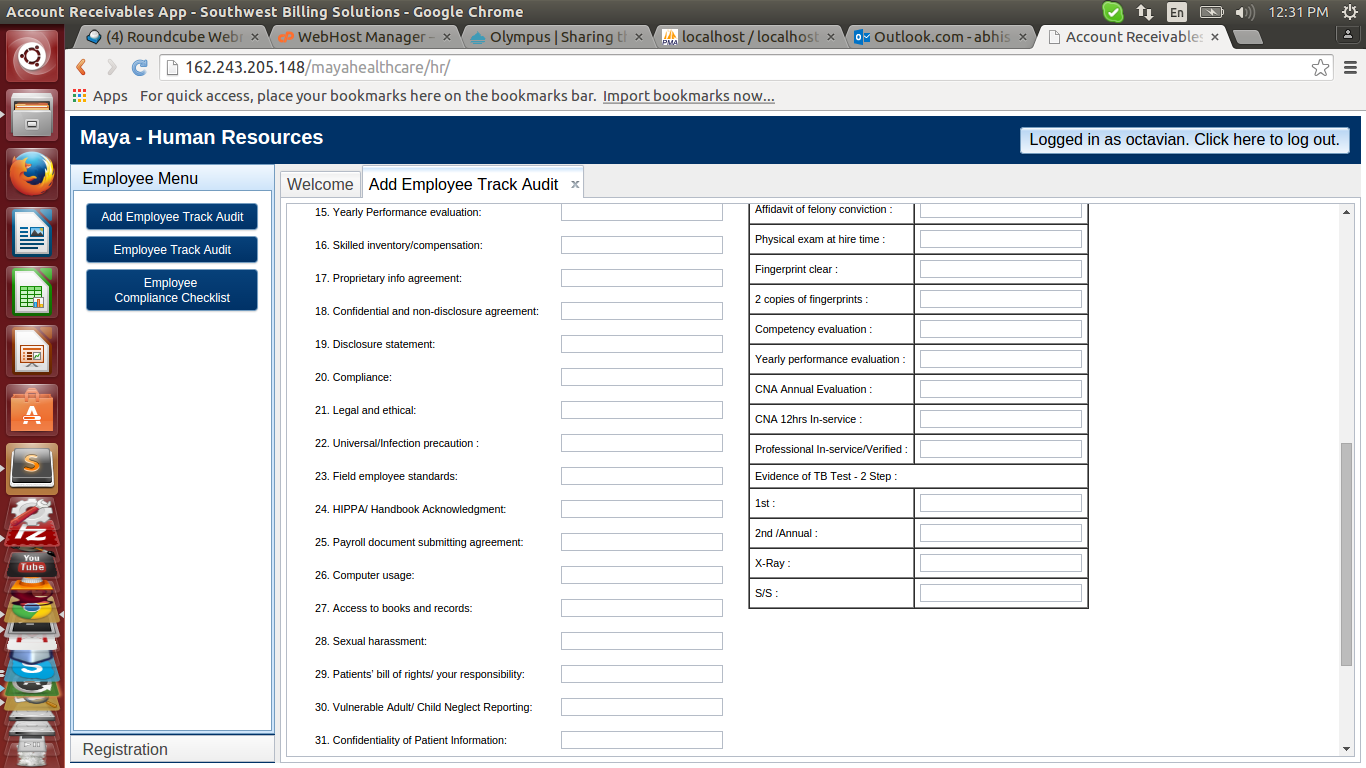 Account Receivables App - Southwest Billing Solutions - Google Chrome
En
12:31 PM
(4) Roundcube Webm
WebHost Manager -
Olympus | Sharing th
localhost / localhost
Outlook.com - abhis
Account Receivables
162.243.205.148/mayahealthcare/hr/
Apps For quick access, place your bookmarks here on the bookmarks bar. Import bookmarks now...
Maya - Human Resources
Logged in as octavian. Click here to log out.
Employee Menu
Add Employee Track Audit
Employee Track Audit
Employee
Compliance Checklist
Registration
Welcome
Add Employee Track Audit
15. Yearly Performance evaluation:
16. Skilled inventory/compensation:
17. Proprietary info agreement:
18. Confidential and non-disclosure agreement:
19. Disclosure statement:
20. Compliance:
21. Legal and ethical:
22. Universal/Infection precaution :
23. Field employee standards:
24. HIPPA/ Handbook Acknowledgment:
25. Payroll document submitting agreement:
26. Computer usage:
27. Access to books and records:
28. Sexual harassment:
29. Patients' bill of rights/ your responsibility:
30. Vulnerable Adult/ Child Neglect Reporting:
31. Confidentiality of Patient Information:
Affidavit of felony conviction :
Physical exam at hire time :
Fingerprint clear :
2 copies of fingerprints :
Competency evaluation :
Yearly performance evaluation :
CNA Annual Evaluation :
CNA 12hrs In-service :
Professional In-service/Verified :
Evidence of TB Test - 2 Step :
1st :
2nd /Annual :
X-Ray :
S/S :
You
Tube